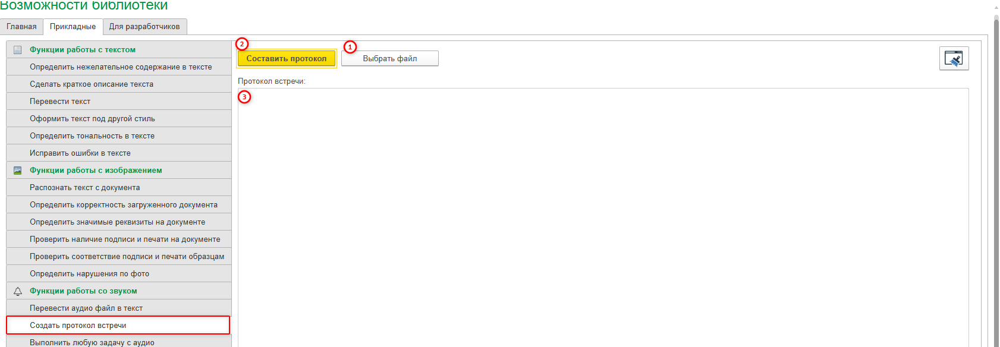 Возможности библиотеки
Главная
Прикладные
Для разработчиков
Функции работы с текстом
Определить нежелательное содержание в тексте
Сделать краткое описание текста
Перевести текст
Оформить текст под другой стиль
Определить тональность в тексте
Исправить ошибки в тексте
Функции работы с изображением
Распознать текст с документа
Определить корректность загруженного документа
Определить значимые реквизиты на документе
Проверить наличие подписи и печати на документе
Проверить соответствие подписи и печати образцам
Определить нарушения по фото
Функции работы со звуком
Перевести аудио файл в текст
Создать протокол встречи
Выполнить любую задачу с аудио
2
Составить протокол
1
Выбрать файл
Протокол встречи:
3